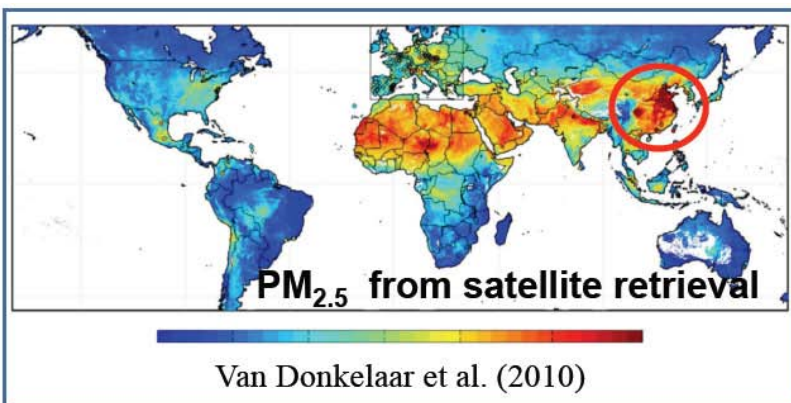 PM₂.₅ from satellite retrieval
Van Donkelaar et al. (2010)